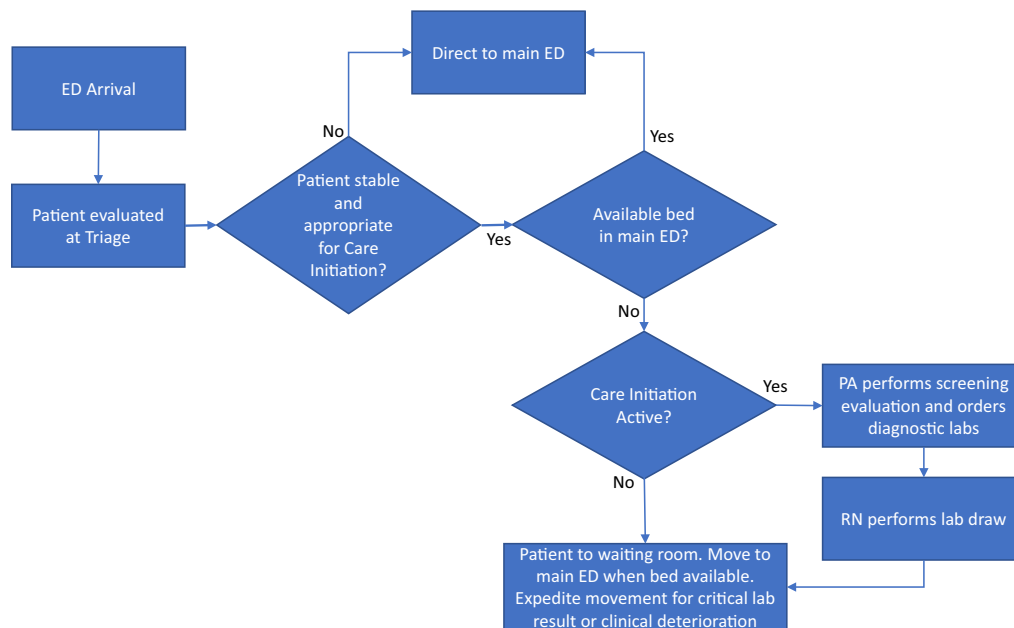 ED Arrival
Patient evaluated
at Triage
Patient stable
and
appropriate
for Care
Initiation?
No
Yes
Direct to main ED
Yes
Available bed
in main ED?
No
Care Initiation
Active?
Yes
No
PA performs screening
evaluation and orders
diagnostic labs
RN performs lab draw
Patient to waiting room. Move to
main ED when bed available.
Expedite movement for critical lab
result or clinical deterioration